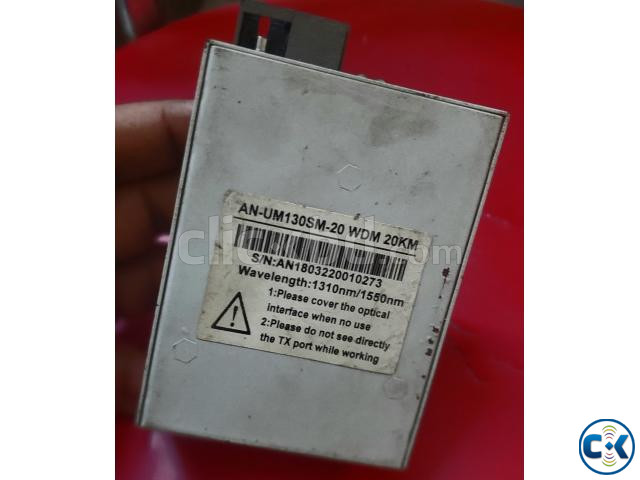 AN-UM130SM-20 WDM 20KM
S/N:AN1803220010273
Wavelength:1310nm/1550nm
1:Please cover the optical
interface when no use
2:Please do not see directly
the TX port while working
CK